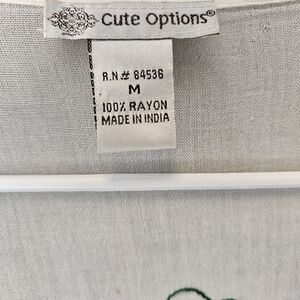 Cute Options®
R.N.# 84536
M
100% RAYON
MADE IN INDIA